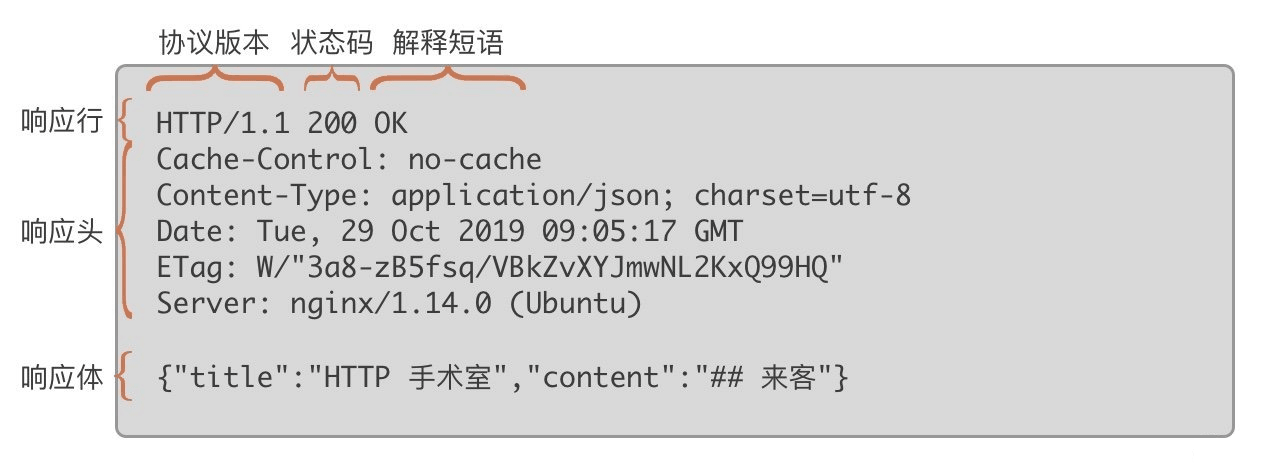 协议版本 状态码 解释短语
响应行 HTTP/1.1 200 OK
Cache-Control: no-cache
Content-Type: application/json; charset=utf-8
响应头 Date: Tue, 29 Oct 2019 09:05:17 GMT
ETag: W/"3a8-zB5fsq/VBkZvXYJmwNL2KxQ99HQ"
Server: nginx/1.14.0 (Ubuntu)
响应体 {"title":"HTTP 手术室","content":"## 来客"}